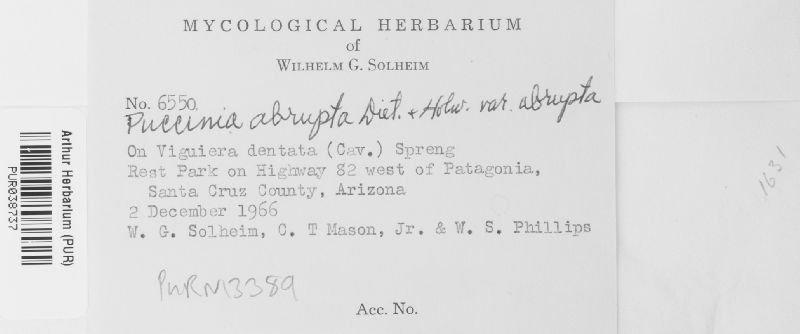 MYCOLOGICAL HERBARIUM
of
WILHELM G. SOLHEIM
No. 6550.
Puccinia abrupta Diet. + Holw. var. abrupta
On Viguiera dentata (Cav.) Spreng
Rest Park on Highway 82 west of Patagonia,
Santa Cruz County, Arizona
2 December 1966
W. G. Solheim, C. T Mason, Jr. & W. S. Phillips
PURN13389
Acc. No.
Arthur Herbarium (PUR)
PUR038737
1631